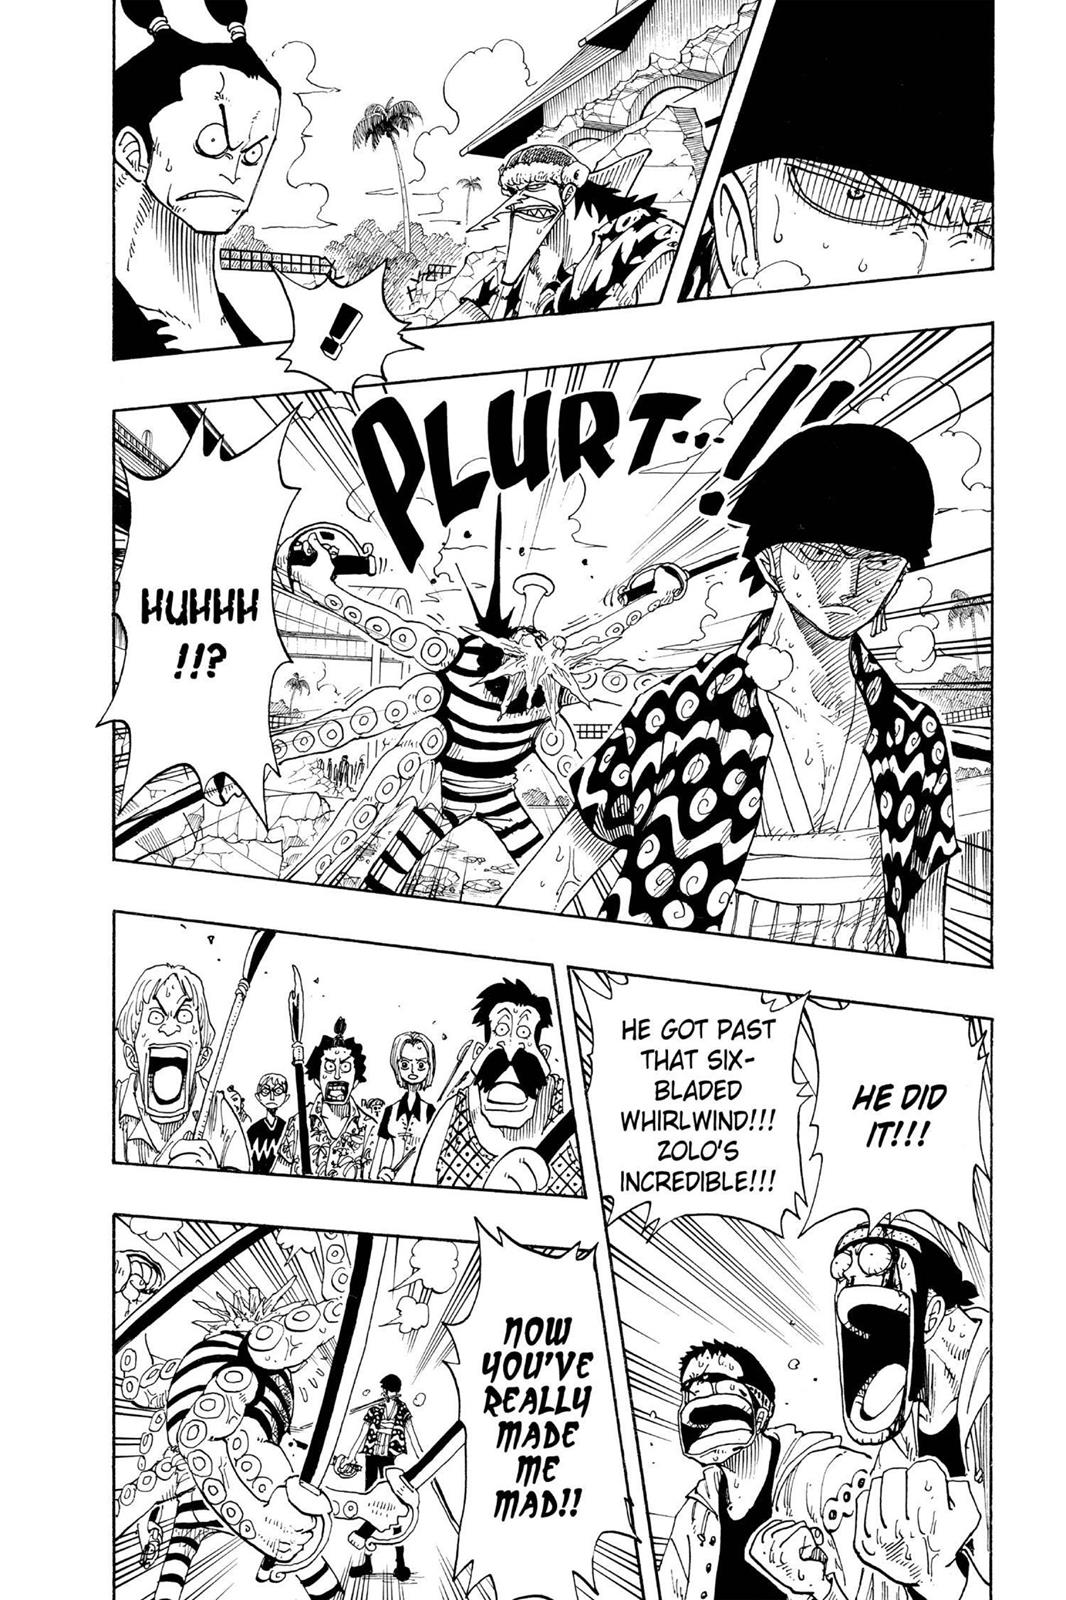 !
PLURT...!!
HUHHH
!!?
HE DID
IT!!!
HE GOT PAST
THAT SIX-
BLADED
WHIRLWIND!!!
ZOLO'S
INCREDIBLE!!!
NOW
YOU'VE
REALLY
MADE
ME
MAD!!